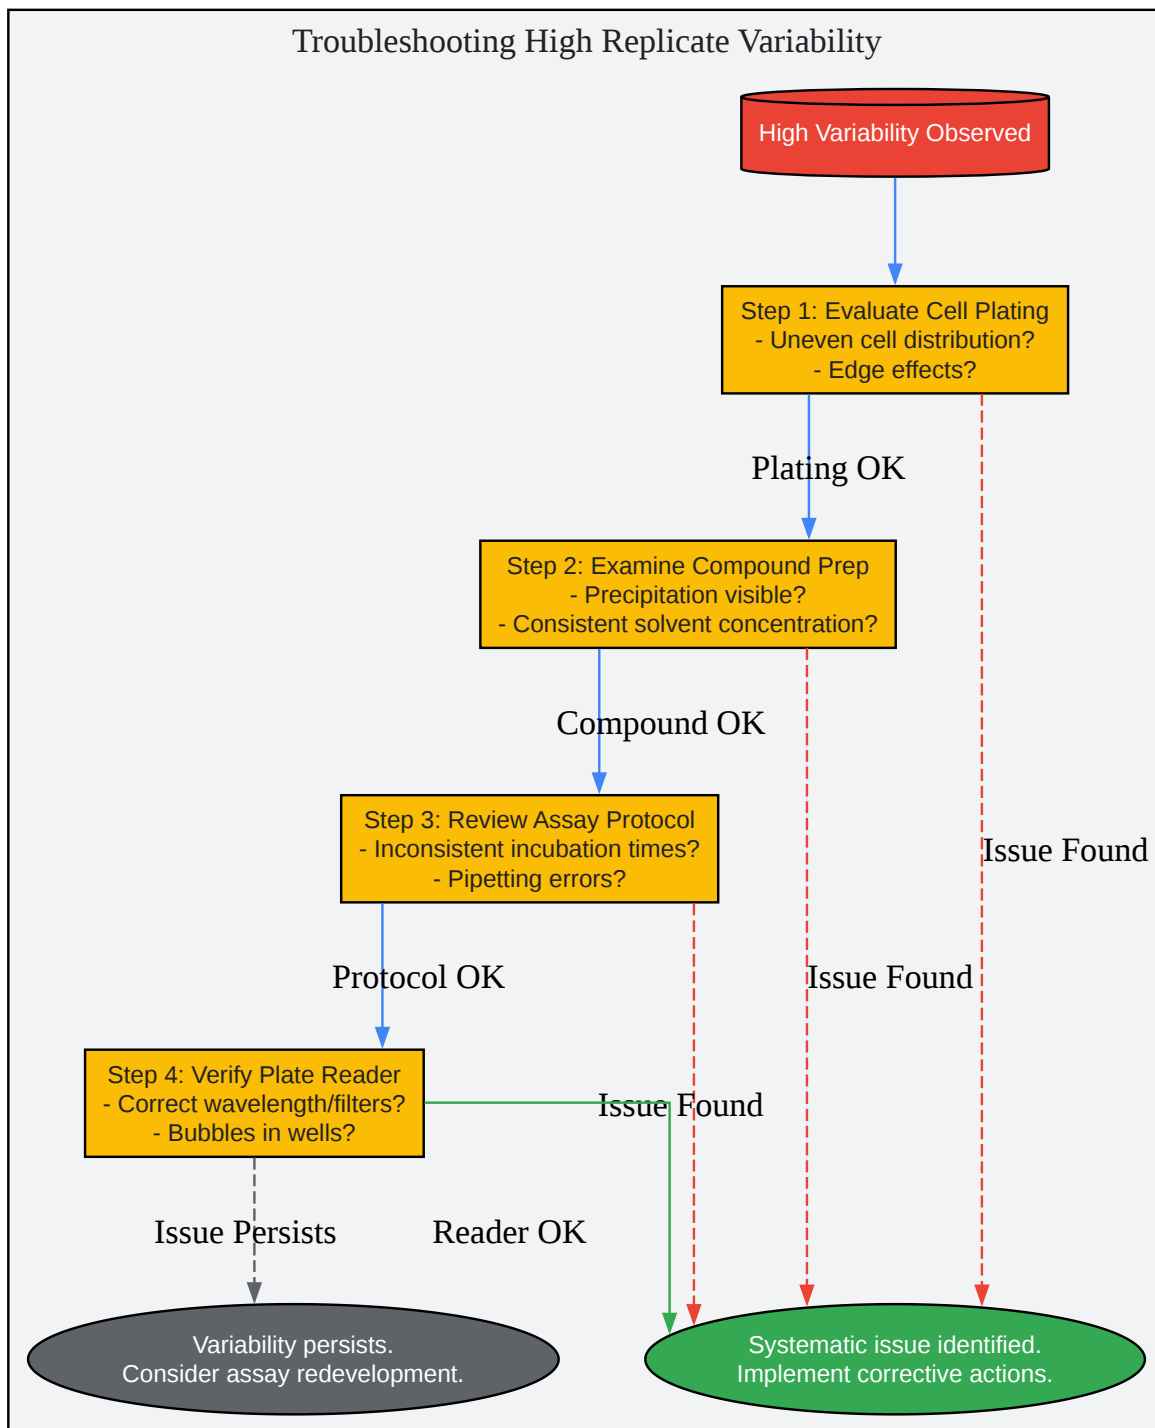 Troubleshooting High Replicate Variability
High Variability Observed
Step 1: Evaluate Cell Plating
- Uneven cell distribution?
- Edge effects?
Plating OK
Step 2: Examine Compound Prep
- Precipitation visible?
- Consistent solvent concentration?
Compound OK
Step 3: Review Assay Protocol
- Inconsistent incubation times?
- Pipetting errors?
Issue Found
Protocol OK
Issue Found
Step 4: Verify Plate Reader
- Correct wavelength/filters?
- Bubbles in wells?
Issue Found
Issue Persists
Reader OK
Variability persists.
Consider assay redevelopment.
Systematic issue identified.
Implement corrective actions.